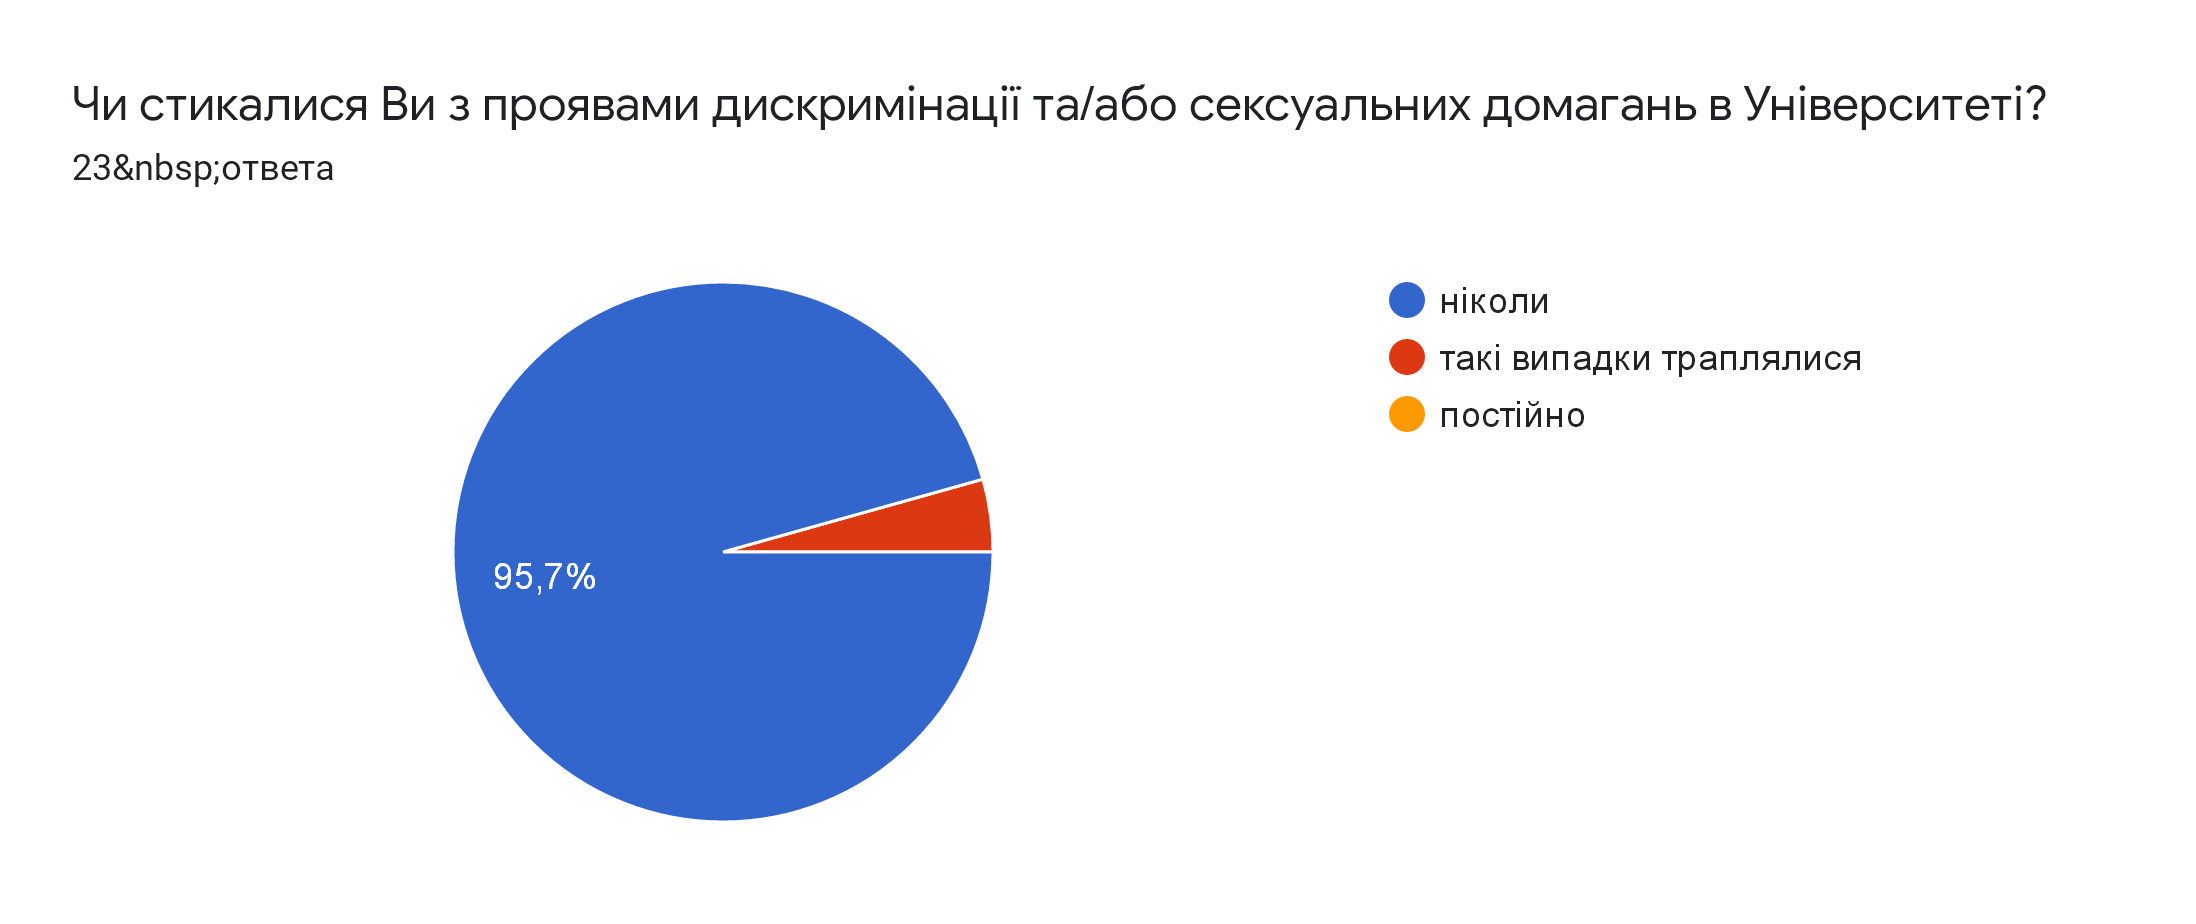 Чи стикалися Ви з проявами дискримінації та/або сексуальних домагань в Університеті?
23&nbsp;ответа
ніколи
такі випадки траплялися
постійно
95,7%